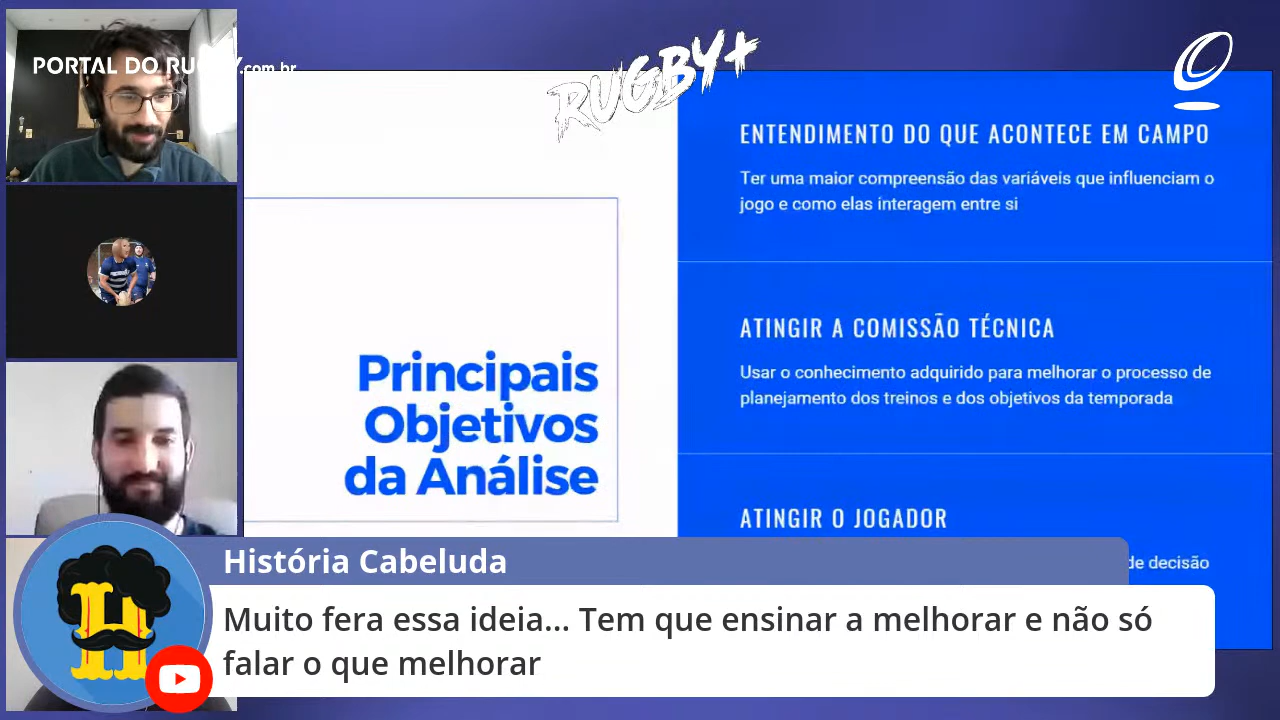 PORTAL DO RUGBY.com.br
RUGBY+
ENTENDIMENTO DO QUE ACONTECE EM CAMPO
Ter uma maior compreensão das variáveis que influenciam o
jogo e como elas interagem entre si
Principais
Objetivos
da Análise
ATINGIR A COMISSÃO TÉCNICA
Usar o conhecimento adquirido para melhorar o processo de
planejamento dos treinos e dos objetivos da temporada
ATINGIR O JOGADOR
de decisão
História Cabeluda
Muito fera essa ideia... Tem que ensinar a melhorar e não só
falar o que melhorar
H